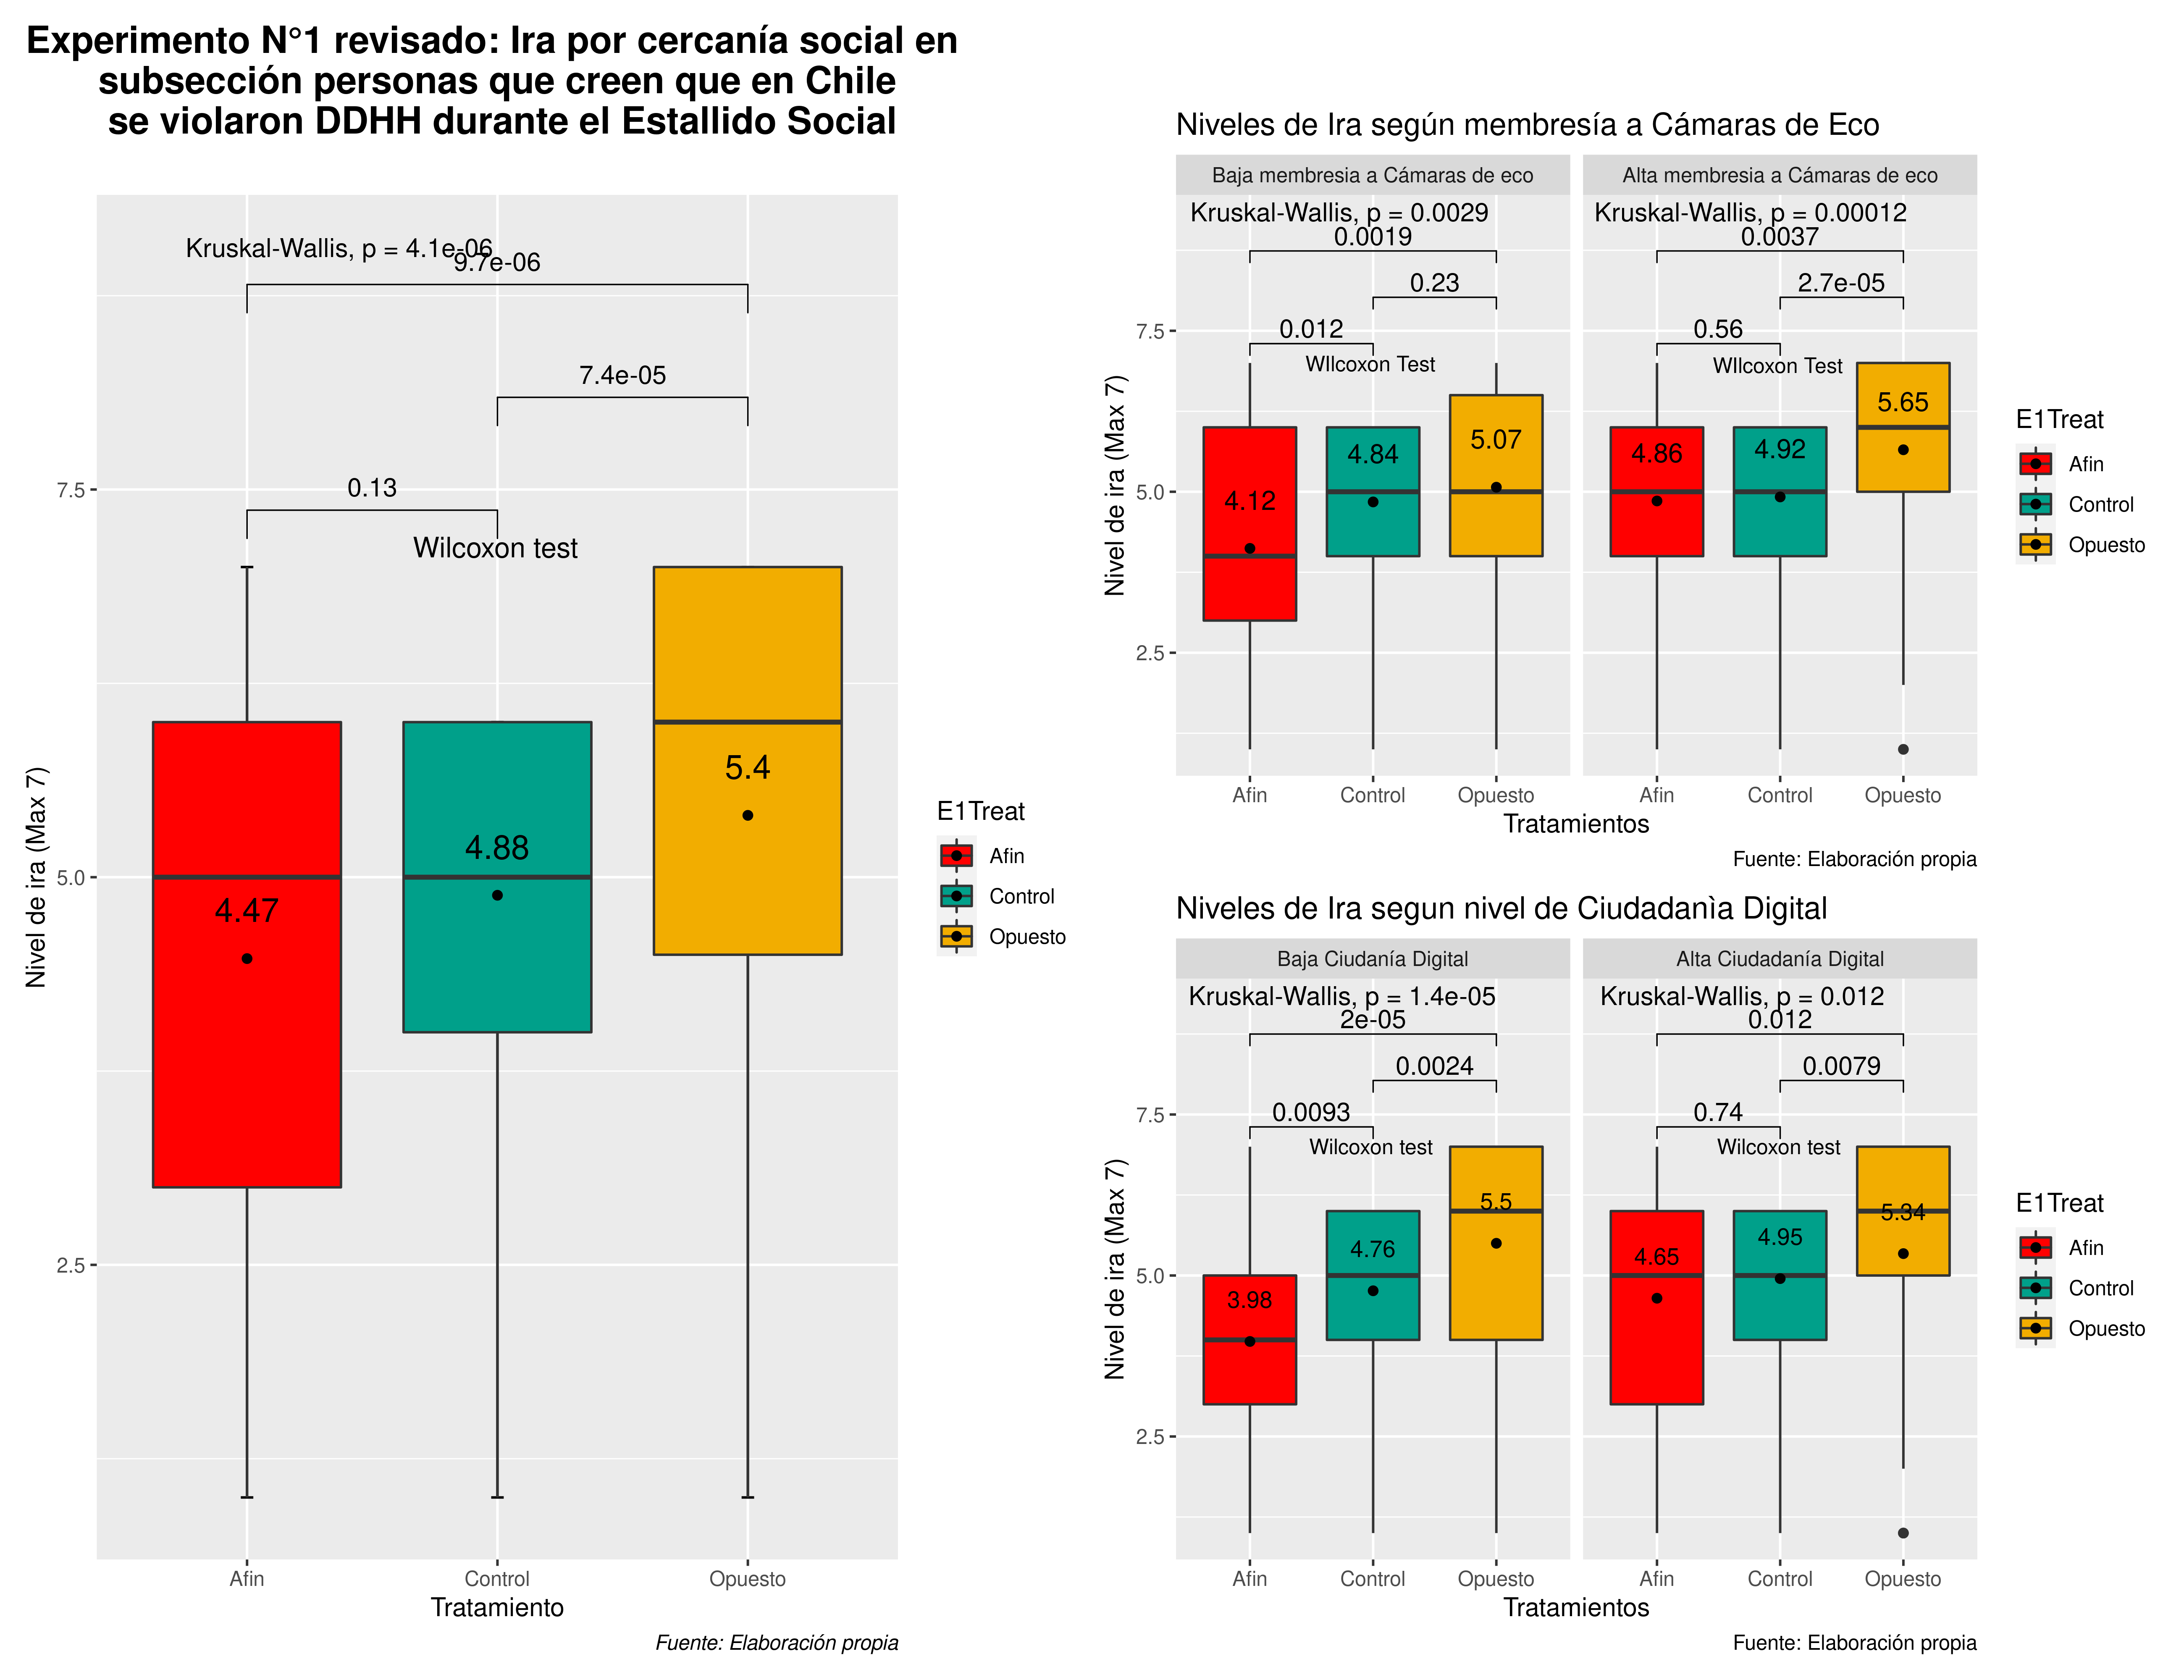 Experimento N°1 revisado: Ira por cercanía social en
subsección personas que creen que en Chile
se violaron DDHH durante el Estallido Social
Kruskal-Wallis, p = 4.1e-06
9.7e-06
7.4e-05
0.13
Wilcoxon test
7.5
5.0
2.5
Nivel de ira (Max 7)
4.47
4.88
5.4
Afin
Control
Opuesto
Tratamiento
Fuente: Elaboración propia
E1Treat
Afin
Control
Opuesto
Niveles de Ira según membresía a Cámaras de Eco
Baja membresia a Cámaras de eco
Alta membresia a Cámaras de eco
Kruskal-Wallis, p = 0.0029
0.0019
0.23
0.012
WIlcoxon Test
4.12
4.84
5.07
Kruskal-Wallis, p = 0.00012
0.0037
2.7e-05
0.56
WIlcoxon Test
4.86
4.92
5.65
7.5
5.0
2.5
Nivel de ira (Max 7)
Afin
Control
Opuesto
Afin
Control
Opuesto
Tratamientos
Fuente: Elaboración propia
E1Treat
Afin
Control
Opuesto
Niveles de Ira segun nivel de Ciudadanìa Digital
Baja Ciudanía Digital
Alta Ciudadanía Digital
Kruskal-Wallis, p = 1.4e-05
2e-05
0.0024
0.0093
Wilcoxon test
3.98
4.76
5.5
Kruskal-Wallis, p = 0.012
0.012
0.0079
0.74
Wilcoxon test
4.65
4.95
5.34
7.5
5.0
2.5
Nivel de ira (Max 7)
Afin
Control
Opuesto
Afin
Control
Opuesto
Tratamientos
Fuente: Elaboración propia
E1Treat
Afin
Control
Opuesto